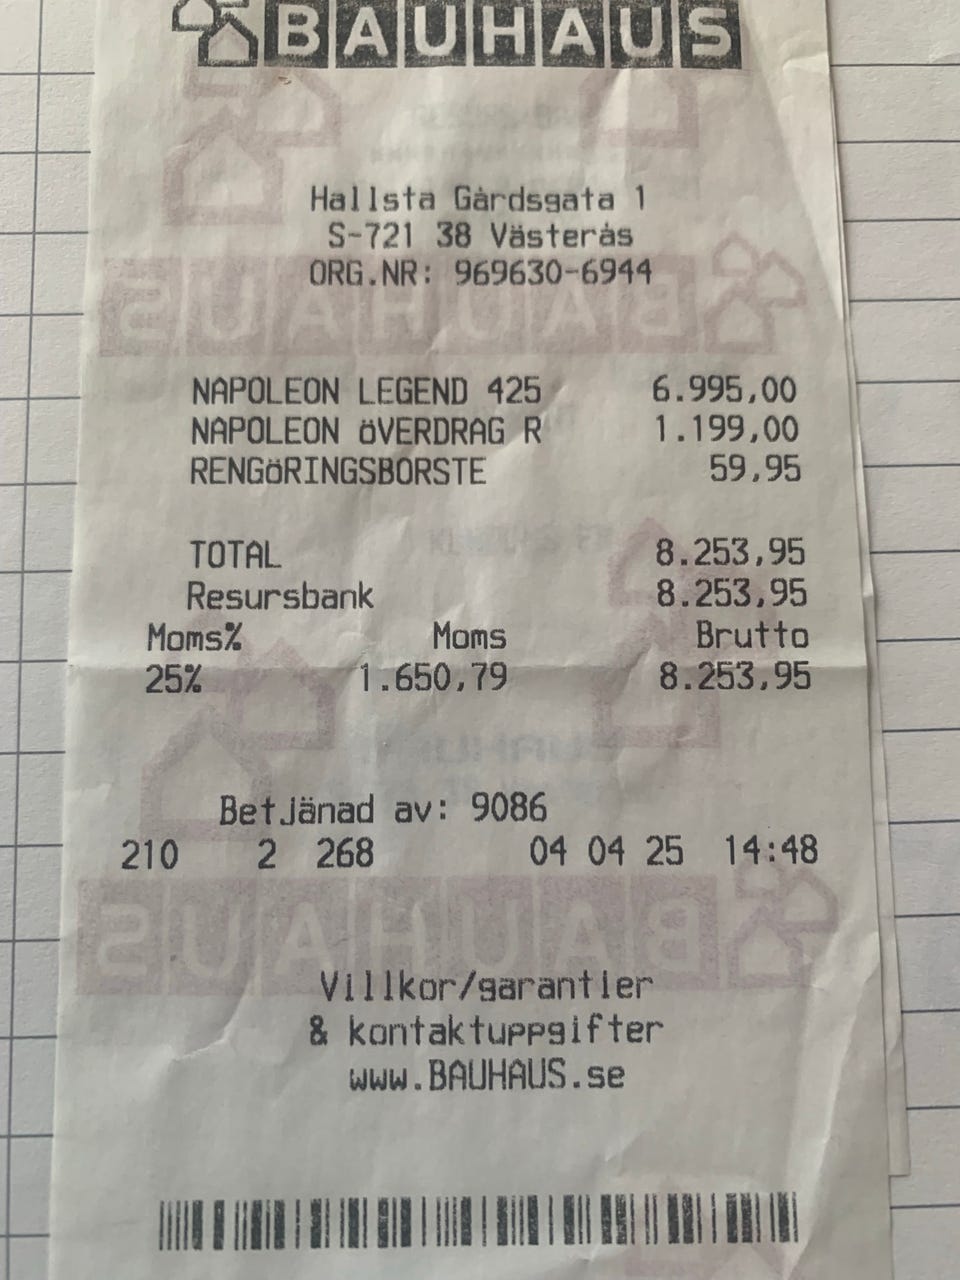 BAUHAUS
Hallsta Gårdsgata 1
S-721 38 Västerås
ORG.NR: 969630-6944
NAPOLEON LEGEND 425 6.995,00
NAPOLEON öVERDRAG R 1.199,00
RENGöRINGSBORSTE 59,95
TOTAL 8.253,95
Resursbank 8.253,95
Moms% Moms Brutto
25% 1.650,79 8.253,95
Betjänad av: 9086
210 2 268 04 04 25 14:48
Villkor/garantier
& kontaktuppgifter
www.BAUHAUS.se